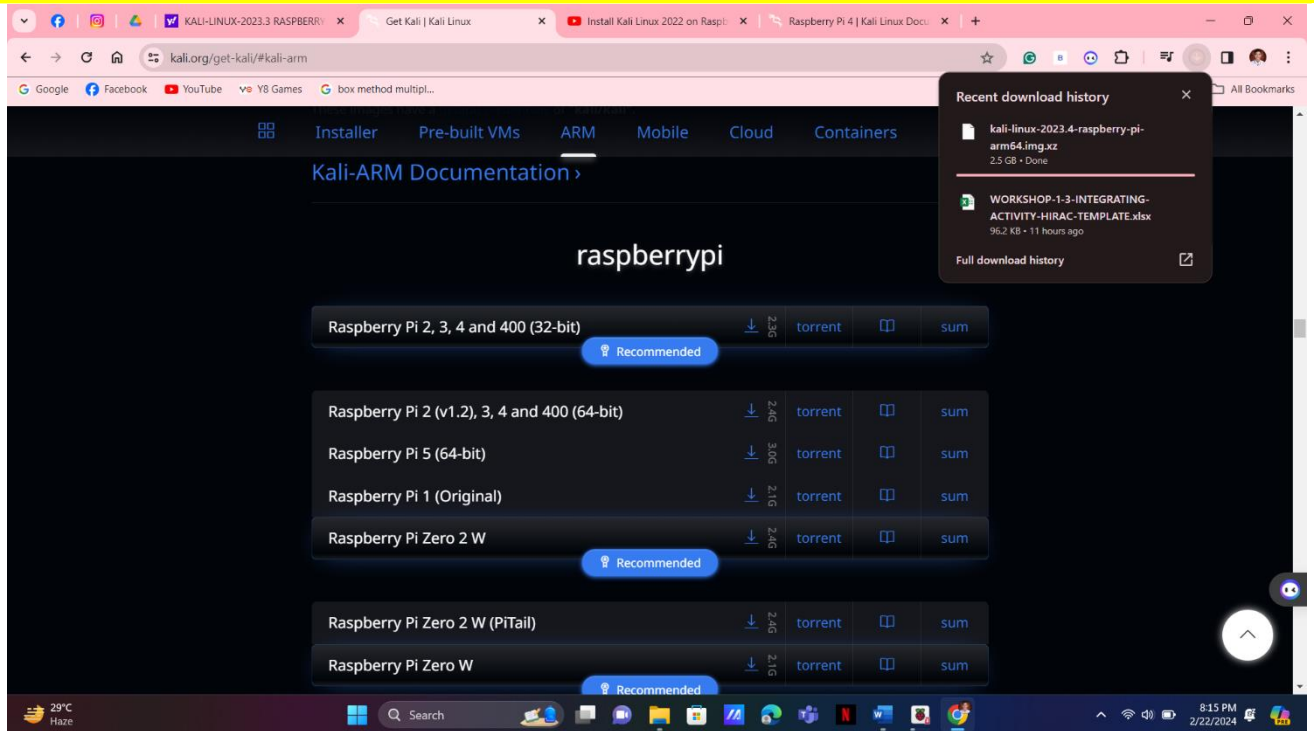 KALI-LINUX-2023.3 RASPBERRY
Get Kali | Kali Linux
Install Kali Linux 2022 on Raspb
Raspberry Pi 4 | Kali Linux Docu
kali.org/get-kali/#kali-arm
Google
Facebook
YouTube
Y8 Games
box method multipl...
All Bookmarks
Recent download history
kali-linux-2023.4-raspberry-pi-
arm64.img.xz
2.5 GB • Done
WORKSHOP-1-3-INTEGRATING-
ACTIVITY-HIRAC-TEMPLATE.xlsx
96.2 KB • 11 hours ago
Full download history
Installer
Pre-built VMs
ARM
Mobile
Cloud
Containers
Kali-ARM Documentation ›
raspberrypi
Raspberry Pi 2, 3, 4 and 400 (32-bit) 2.3G torrent sum
Recommended
Raspberry Pi 2 (v1.2), 3, 4 and 400 (64-bit) 2.4G torrent sum
Raspberry Pi 5 (64-bit) 3.0G torrent sum
Raspberry Pi 1 (Original) 2.1G torrent sum
Raspberry Pi Zero 2 W 2.4G torrent sum
Recommended
Raspberry Pi Zero 2 W (PiTail) 2.4G torrent sum
Raspberry Pi Zero W 2.1G torrent sum
Recommended
29°C
Haze
Search
8:15 PM
2/22/2024